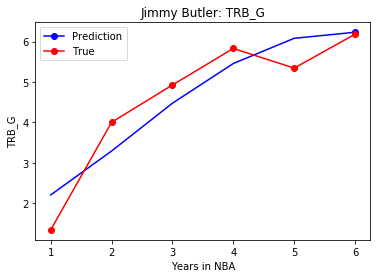 Jimmy Butler: TRB_G
Prediction
True
TRB_G
6
5
4
3
2
1 2 3 4 5 6
Years in NBA